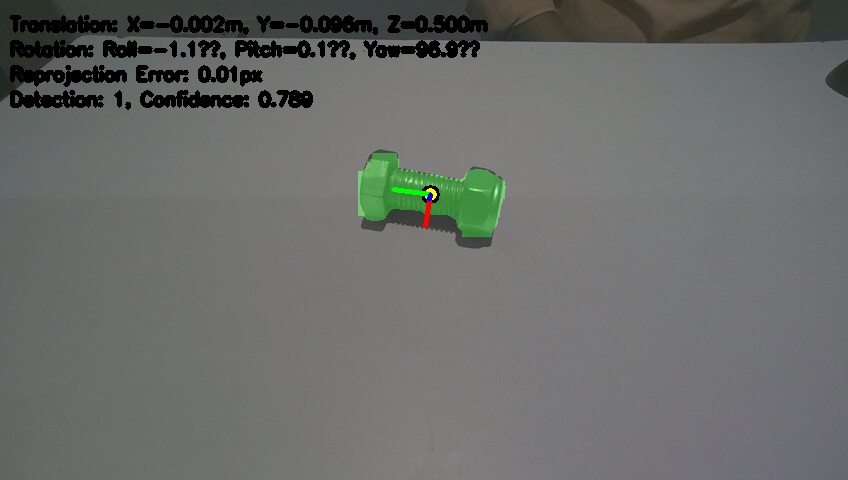 Translation: X=-0.002m, Y=-0.096m, Z=0.500m
Rotation: Roll=-1.1??, Pitch=0.1??, Yaw=96.9??
Reprojection Error: 0.01px
Detection: 1, Confidence: 0.789